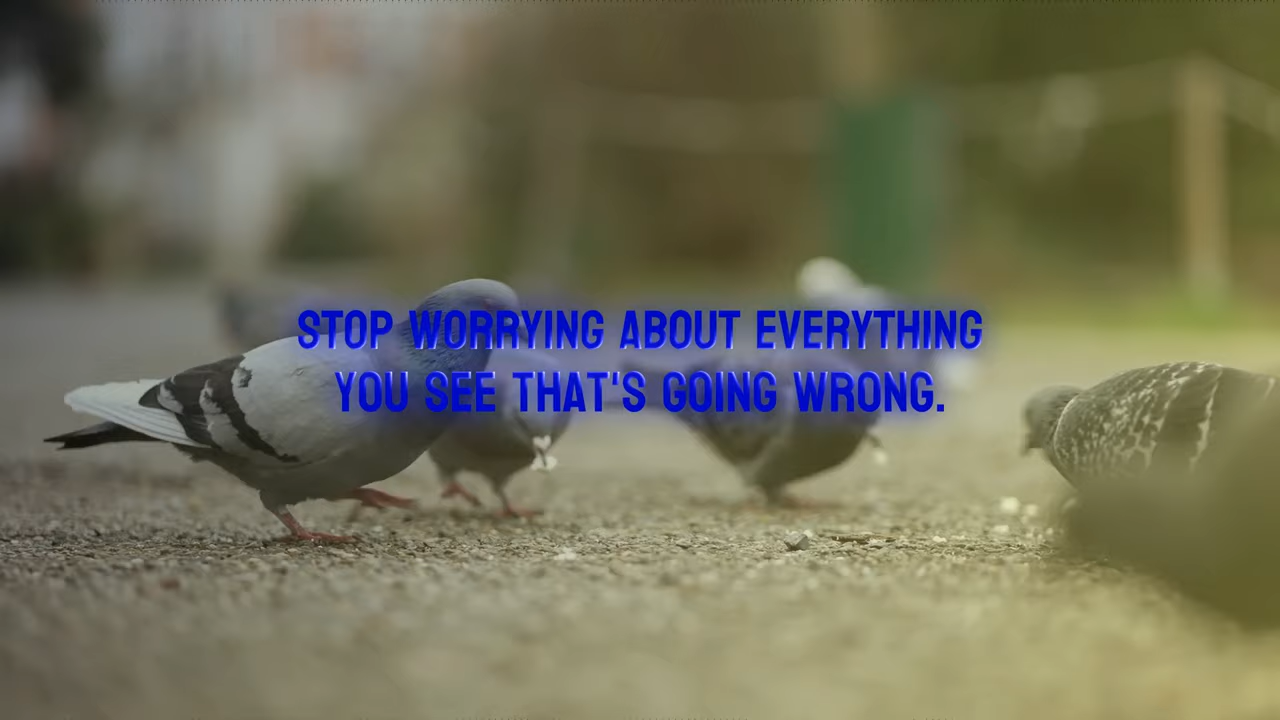 STOP WORRYING ABOUT EVERYTHING
YOU SEE THAT'S GOING WRONG.